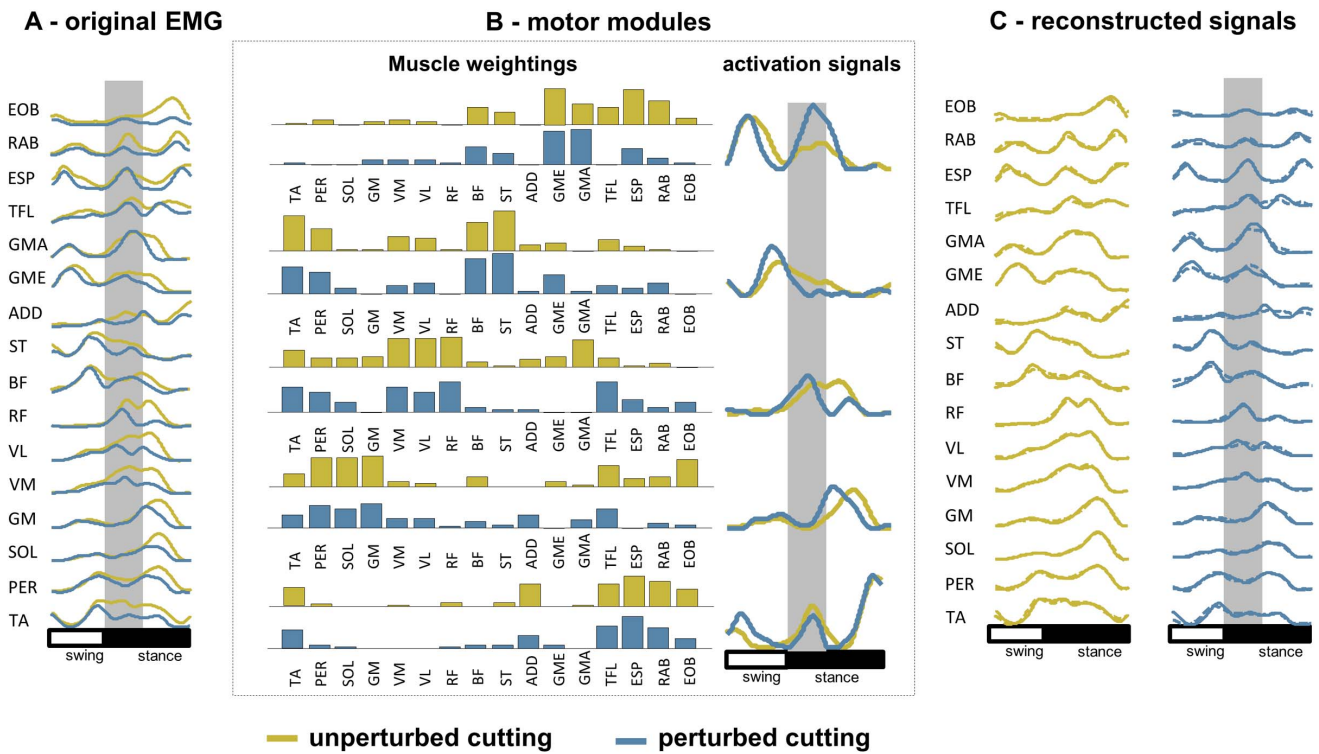 A - original EMG
B - motor modules
C - reconstructed signals
Muscle weightings
activation signals
EOB
RAB
ESP
TFL
GMA
GME
ADD
ST
BF
RF
VL
VM
GM
SOL
PER
TA
swing stance
TA PER SOL GM VM VL RF BF ST ADD GME GMA TFL ESP RAB EOB
TA PER SOL GM VM VL RF BF ST ADD GME GMA TFL ESP RAB EOB
TA PER SOL GM VM VL RF BF ST ADD GME GMA TFL ESP RAB EOB
TA PER SOL GM VM VL RF BF ST ADD GME GMA TFL ESP RAB EOB
TA PER SOL GM VM VL RF BF ST ADD GME GMA TFL ESP RAB EOB
swing stance
EOB
RAB
ESP
TFL
GMA
GME
ADD
ST
BF
RF
VL
VM
GM
SOL
PER
TA
swing stance
swing stance
unperturbed cutting
perturbed cutting